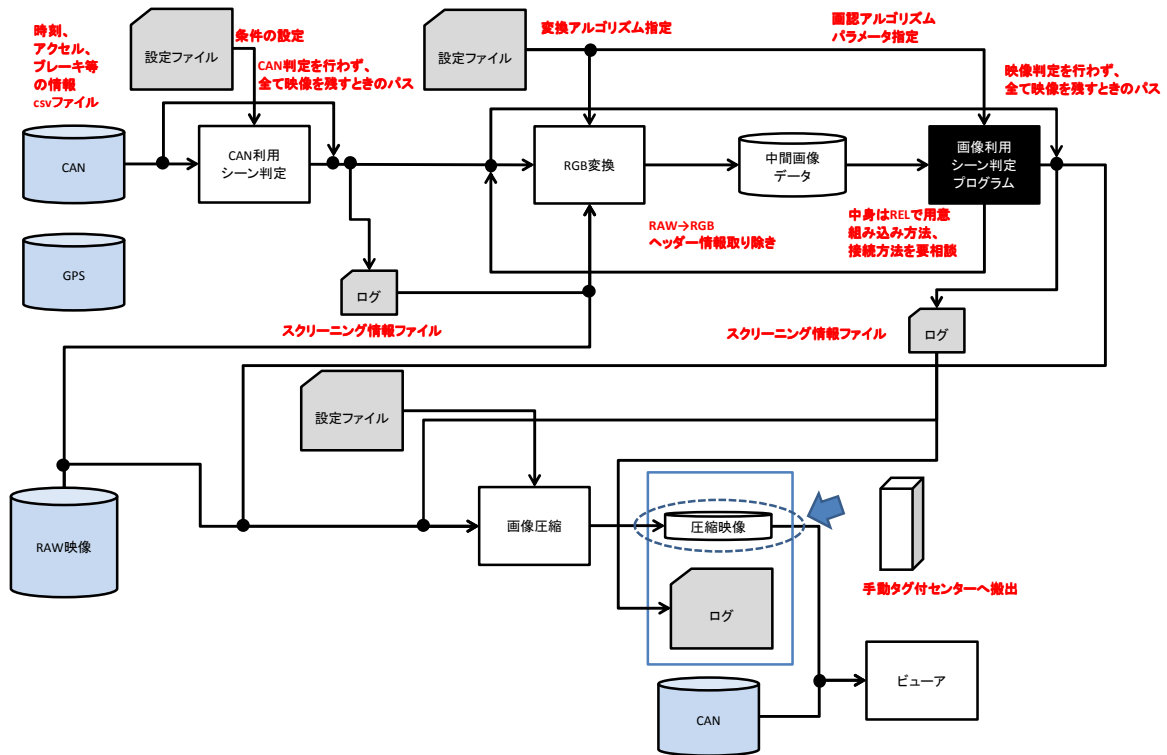 時刻、
アクセル、
ブレーキ等
の情報
csvファイル
設定ファイル
条件の設定
CAN判定を行わず、
全て映像を残すときのパス
設定ファイル
変換アルゴリズム指定
画認アルゴリズム
パラメータ指定
映像判定を行わず、
全て映像を残すときのパス
CAN
CAN利用
シーン判定
RGB変換
中間画像
データ
画像利用
シーン判定
プログラム
RAW→RGB
ヘッダー情報取り除き
中身はRELで用意
組み込み方法、
接続方法を要相談
GPS
ログ
スクリーニング情報ファイル
スクリーニング情報ファイル
ログ
設定ファイル
RAW映像
画像圧縮
圧縮映像
手動タグ付センターへ搬出
ログ
CAN
ビューア